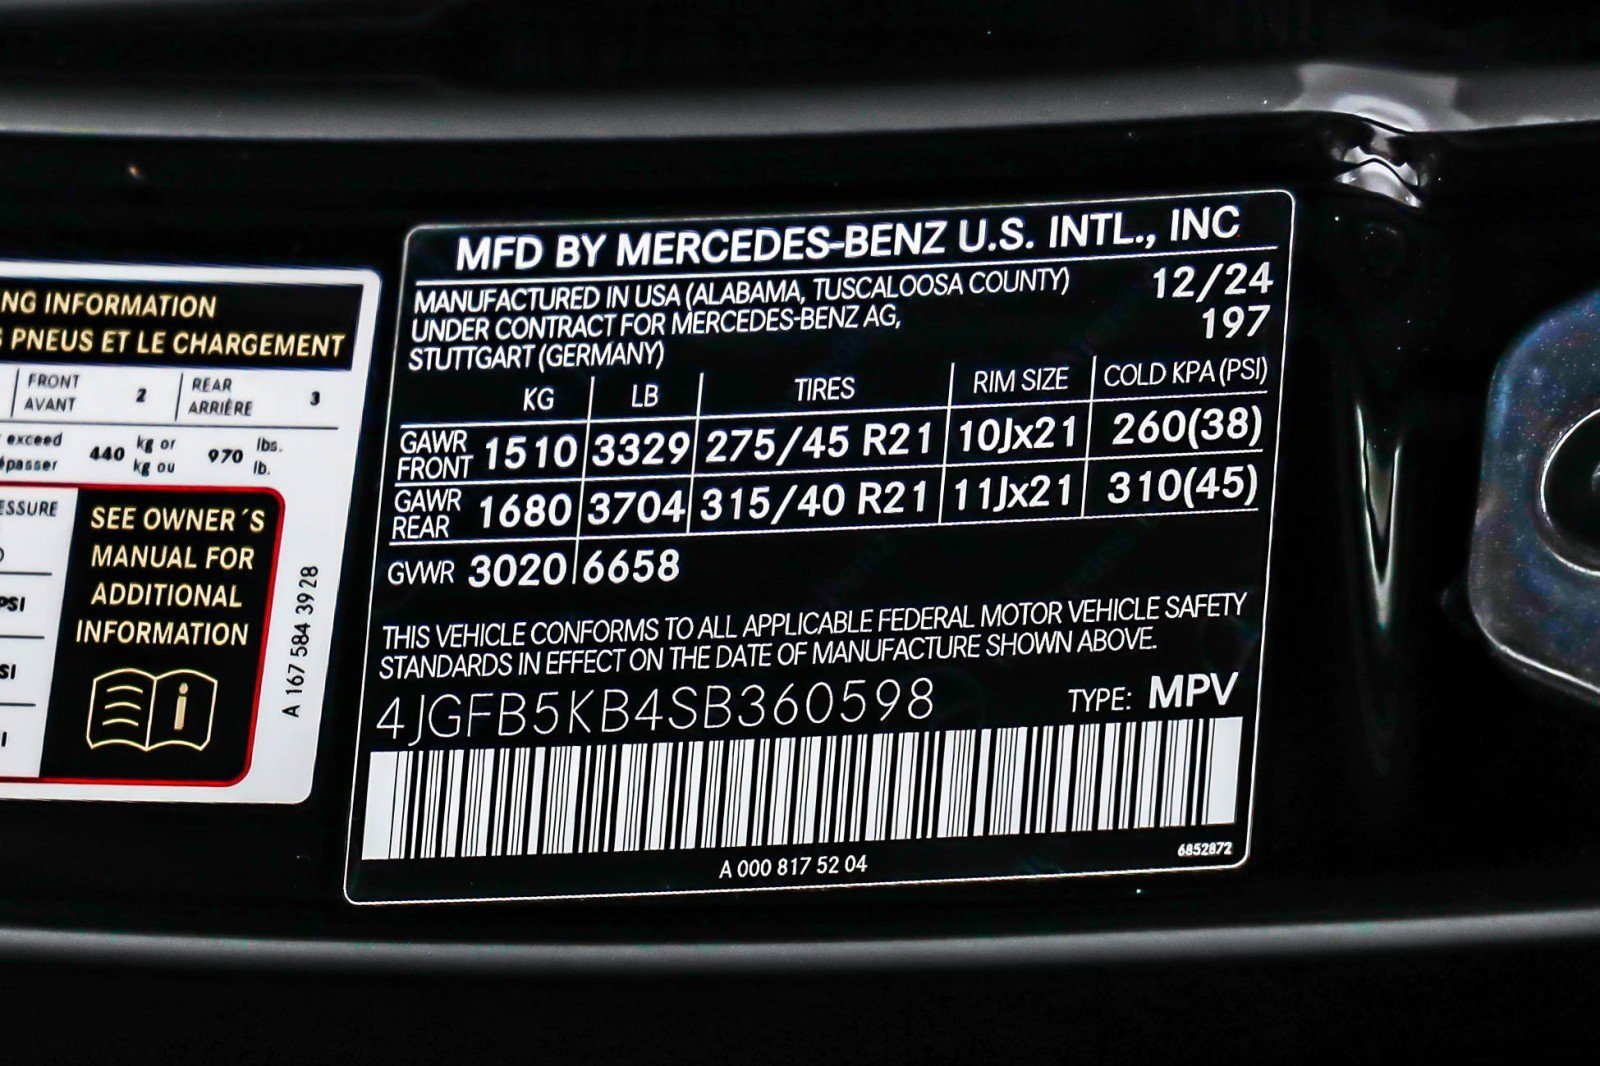 NG INFORMATION
PNEUS ET LE CHARGEMENT
FRONT
AVANT
2
REAR
ARRIÈRE
3
exceed
440
kg or
kg ou
970
lbs.
lb.
SEE OWNER´S
MANUAL FOR
ADDITIONAL
INFORMATION
PSI
A 167 584 39 28
MFD BY MERCEDES-BENZ U.S. INTL., INC
MANUFACTURED IN USA (ALABAMA, TUSCALOOSA COUNTY) 12/24
UNDER CONTRACT FOR MERCEDES-BENZ AG, 197
STUTTGART (GERMANY)
KG LB TIRES RIM SIZE COLD KPA (PSI)
GAWR FRONT 1510 3329 275/45 R21 10Jx21 260(38)
GAWR REAR 1680 3704 315/40 R21 11Jx21 310(45)
GVWR 3020 6658
THIS VEHICLE CONFORMS TO ALL APPLICABLE FEDERAL MOTOR VEHICLE SAFETY
STANDARDS IN EFFECT ON THE DATE OF MANUFACTURE SHOWN ABOVE.
4JGFB5KB4SB360598 TYPE: MPV
A 000 817 52 04
6852872